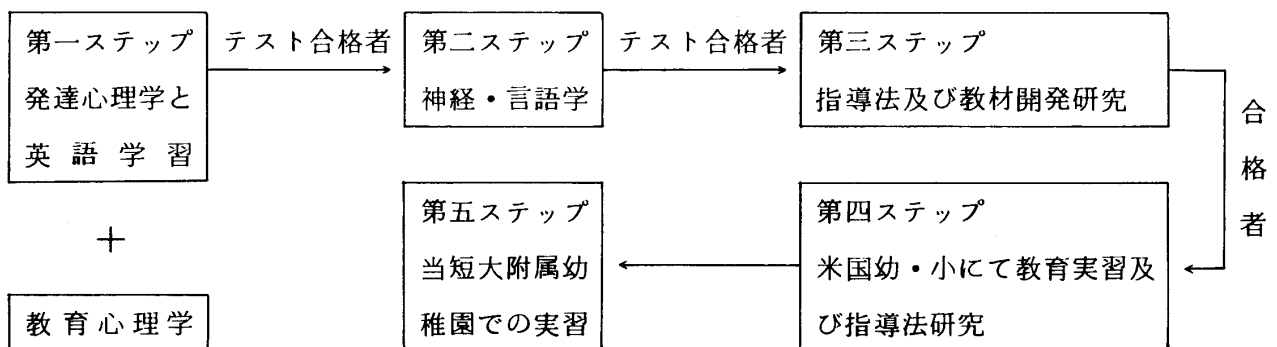 第一ステップ
発達心理学と
英語学習
+
教育心理学
テスト合格者
第二ステップ
神経・言語学
テスト合格者
第三ステップ
指導法及び教材開発研究
合格者
第四ステップ
米国幼・小にて教育実習及
び指導法研究
第五ステップ
当短大附属幼
稚園での実習